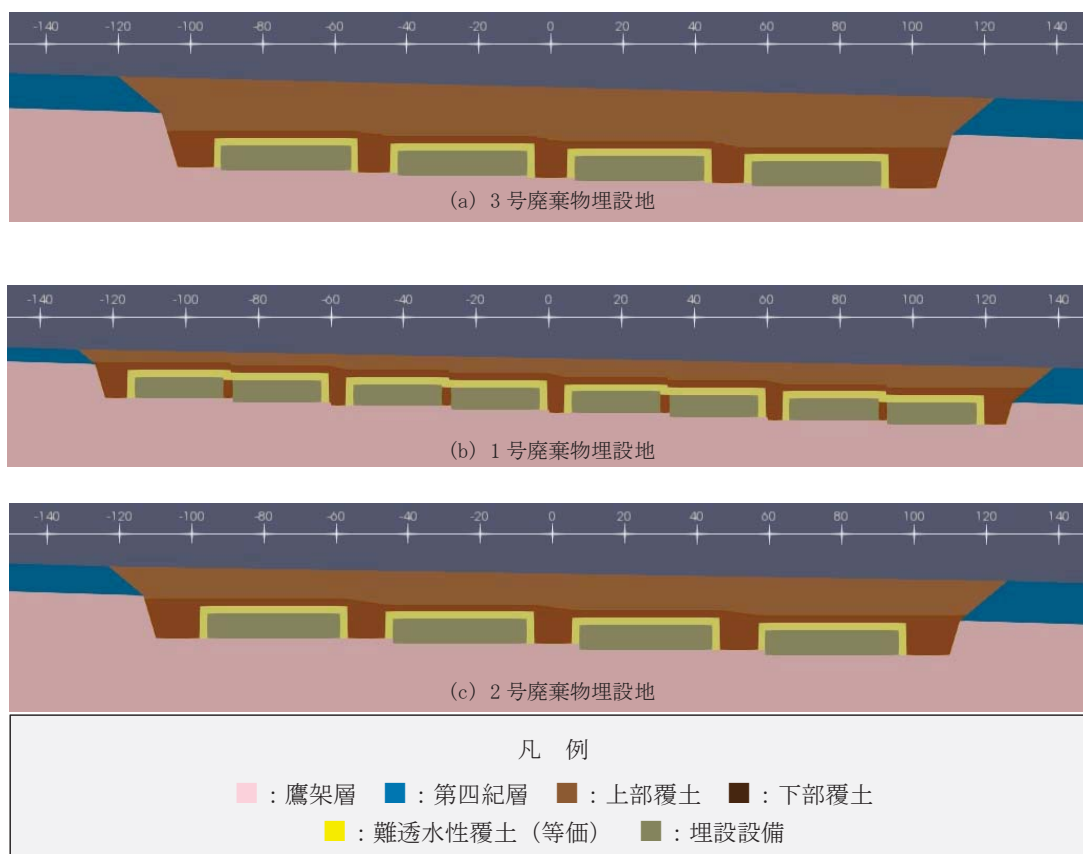 -140 -120 -100 -80 -60 -40 -20 0 20 40 60 80 100 120 140
(a) 3 号廃棄物埋設地
-140 -120 -100 -80 -60 -40 -20 0 20 40 60 80 100 120 140
(b) 1 号廃棄物埋設地
-140 -120 -100 -80 -60 -40 -20 0 20 40 60 80 100 120 140
(c) 2 号廃棄物埋設地
凡 例
：鷹架層 ：第四紀層 ：上部覆土 ：下部覆土
：難透水性覆土（等価） ：埋設設備